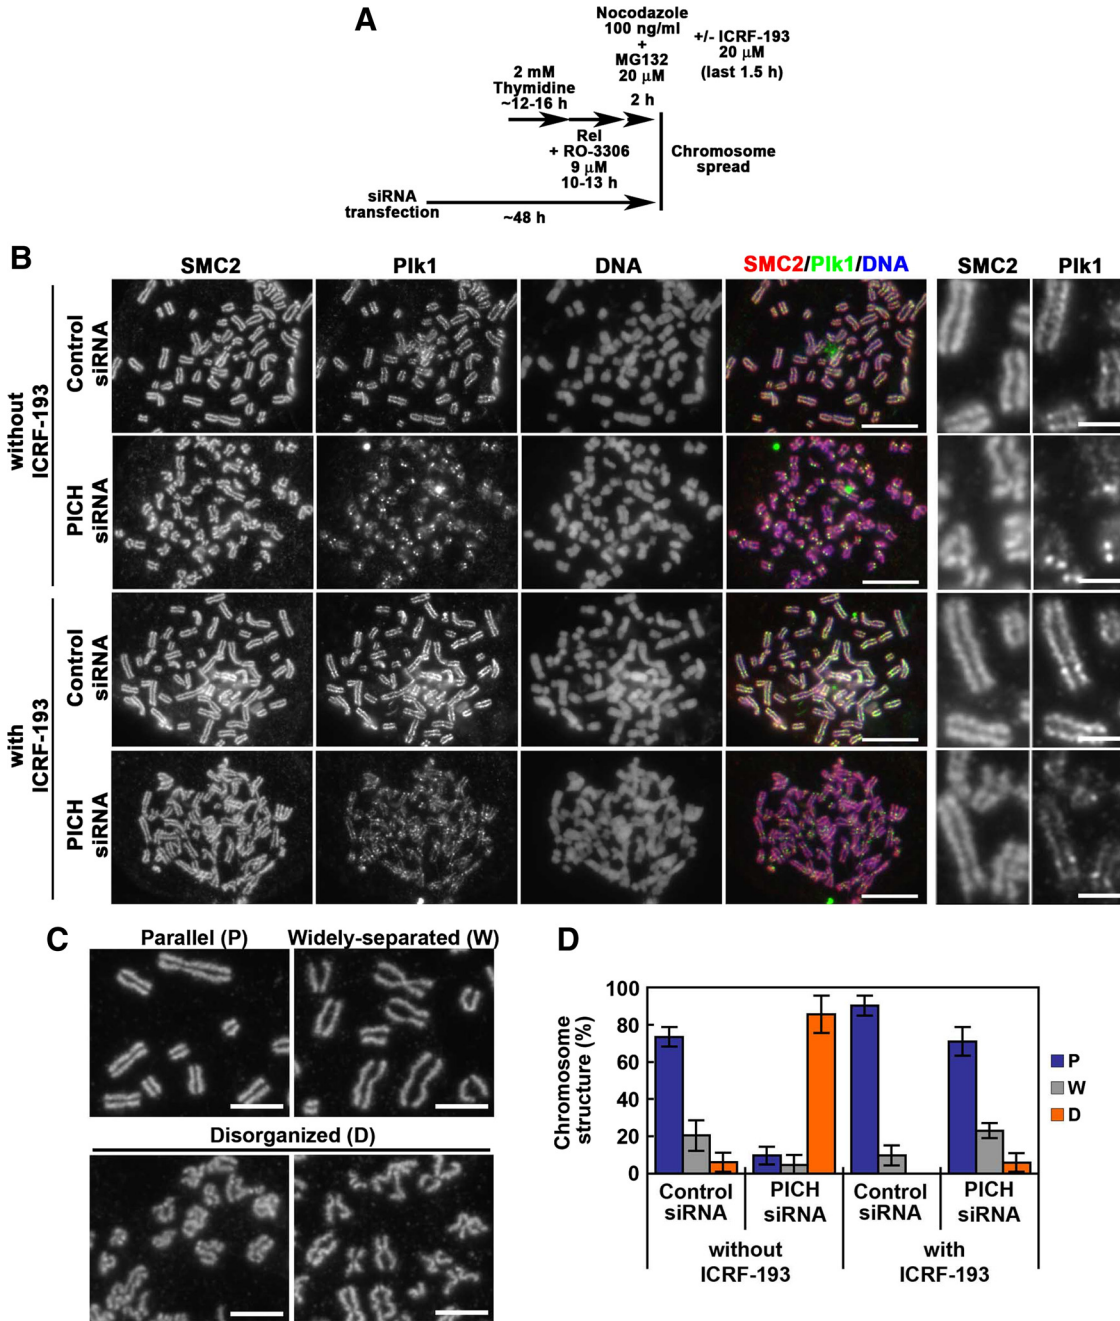 A
Nocodazole
100 ng/ml
+
MG132
20 μM
2 h
+/- ICRF-193
20 μM
(last 1.5 h)
2 mM
Thymidine
~12-16 h
Rel
+ RO-3306
9 μM
10-13 h
Chromosome
spread
siRNA
transfection
~48 h
B
SMC2
Plk1
DNA
SMC2/Plk1/DNA
SMC2
Plk1
without
ICRF-193
Control
siRNA
PICH
siRNA
with
ICRF-193
Control
siRNA
PICH
siRNA
C
Parallel (P)
Widely-separated (W)
Disorganized (D)
D
Chromosome
structure (%)
100
80
60
40
20
0
P
W
D
Control
siRNA
PICH
siRNA
Control
siRNA
PICH
siRNA
without
ICRF-193
with
ICRF-193